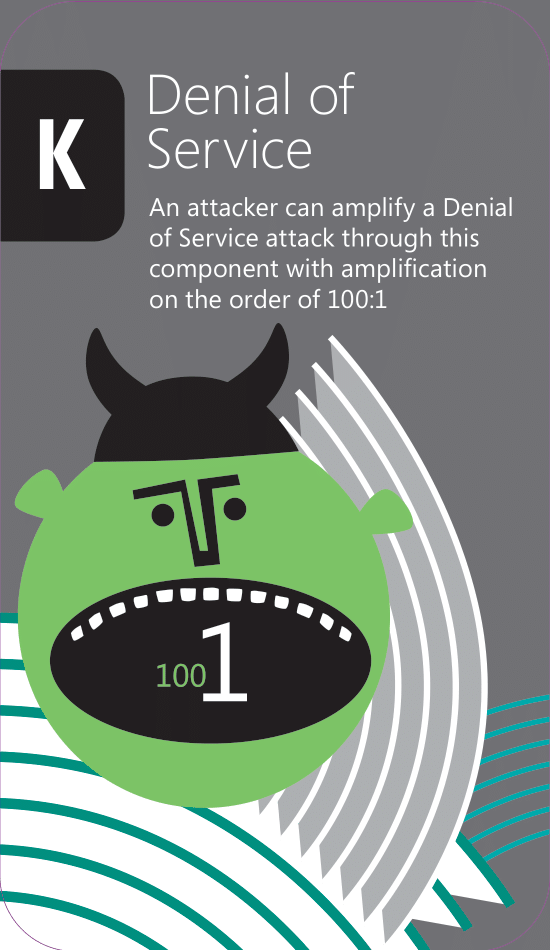 K
Denial of
Service
An attacker can amplify a Denial
of Service attack through this
component with amplification
on the order of 100:1
100 1